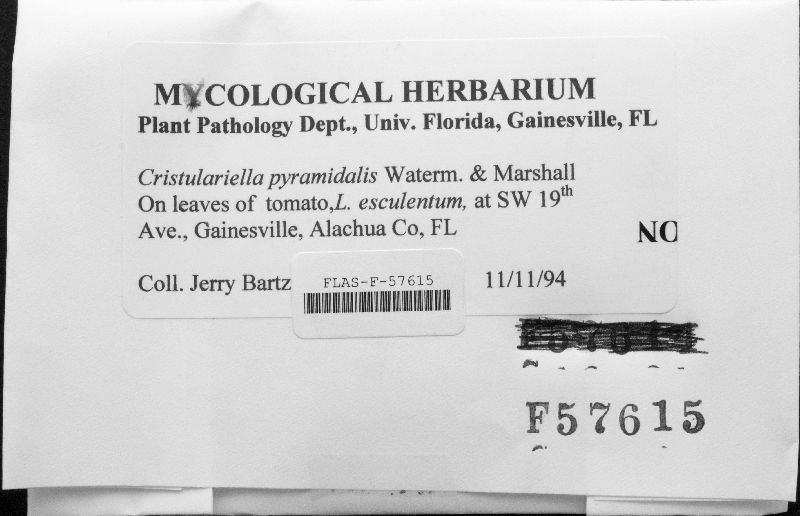 MYCOLOGICAL HERBARIUM
Plant Pathology Dept., Univ. Florida, Gainesville, FL
Cristulariella pyramidalis Waterm. & Marshall
On leaves of tomato,L. esculentum, at SW 19th
Ave., Gainesville, Alachua Co, FL
NO
Coll. Jerry Bartz
FLAS-F-57615
11/11/94
F57615